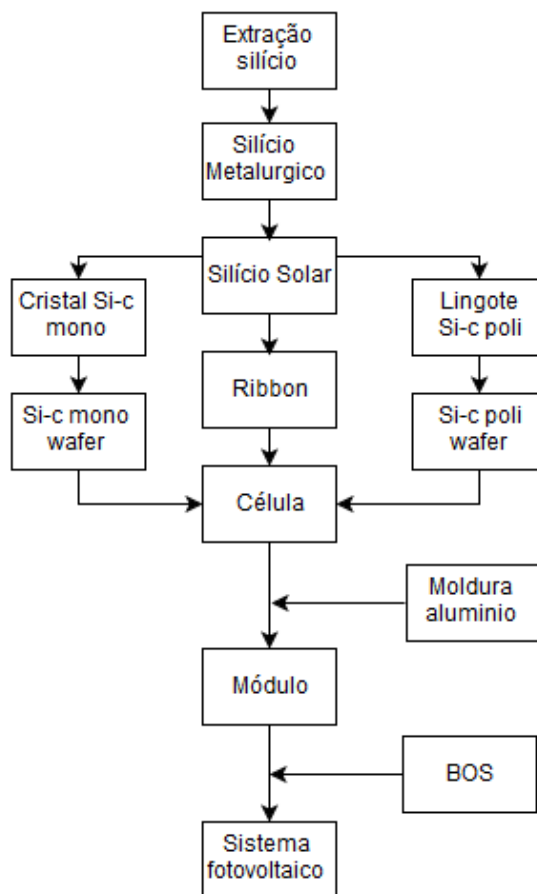 Extração
silício
Silício
Metalurgico
Silício Solar
Cristal Si-c
mono
Lingote
Si-c poli
Ribbon
Si-c mono
wafer
Si-c poli
wafer
Célula
Moldura
aluminio
Módulo
BOS
Sistema
fotovoltaico